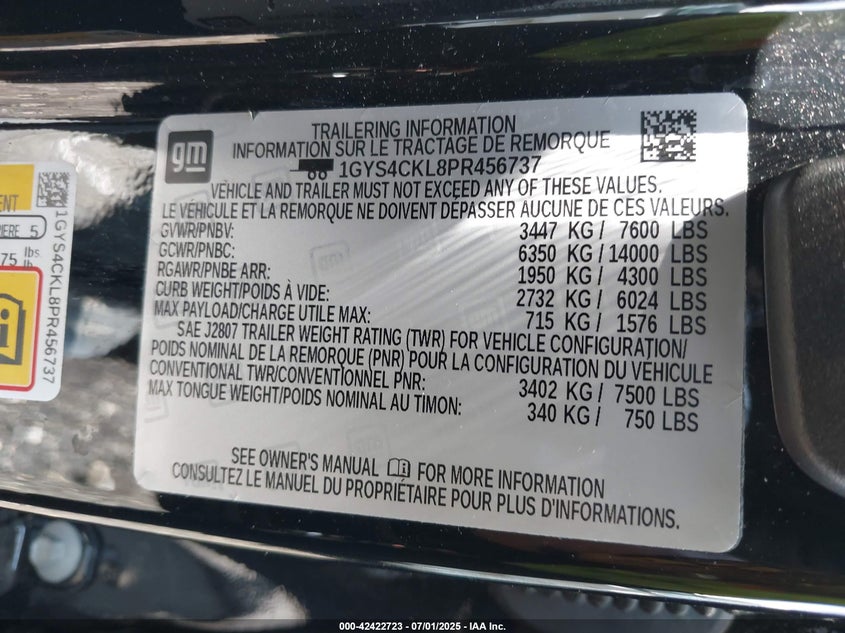 gm
TRAILERING INFORMATION
INFORMATION SUR LE TRACTAGE DE REMORQUE
1GYS4CKL8PR456737
VEHICLE AND TRAILER MUST NOT EXCEED ANY OF THESE VALUES.
LE VÉHICULE ET LA REMORQUE NE DOIVENT DÉPASSER AUCUNE DE CES VALEURS.
GVWR/PNBV: 3447 KG / 7600 LBS
GCWR/PNBC: 6350 KG / 14000 LBS
RGAWR/PNBE ARR: 1950 KG / 4300 LBS
CURB WEIGHT/POIDS À VIDE: 2732 KG / 6024 LBS
MAX PAYLOAD/CHARGE UTILE MAX: 715 KG / 1576 LBS
SAE J2807 TRAILER WEIGHT RATING (TWR) FOR VEHICLE CONFIGURATION/
POIDS NOMINAL DE LA REMORQUE (PNR) POUR LA CONFIGURATION DU VEHICULE
CONVENTIONAL TWR/CONVENTIONNEL PNR: 3402 KG / 7500 LBS
MAX TONGUE WEIGHT/POIDS NOMINAL AU TIMON: 340 KG / 750 LBS
SEE OWNER'S MANUAL FOR MORE INFORMATION
CONSULTEZ LE MANUEL DU PROPRIÉTAIRE POUR PLUS D'INFORMATIONS.
5
75 lbs.
1GYS4CKL8PR456737
000-42422723 - 07/01/2025 - IAA Inc.